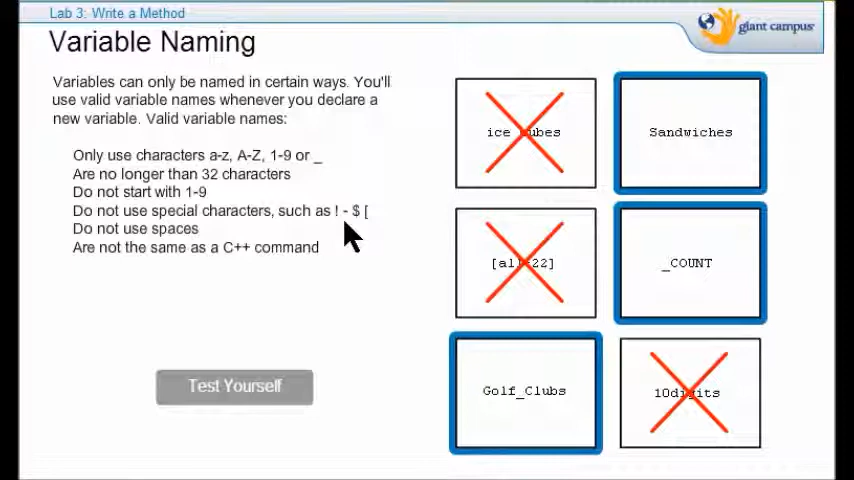 Lab 3: Write a Method
giant campus
Variable Naming
Variables can only be named in certain ways. You'll
use valid variable names whenever you declare a
new variable. Valid variable names:
Only use characters a-z, A-Z, 1-9 or _
Are no longer than 32 characters
Do not start with 1-9
Do not use special characters, such as ! - $ [
Do not use spaces
Are not the same as a C++ command
Test Yourself
ice cubes
Sandwiches
_COUNT
Golf_Clubs
10digits